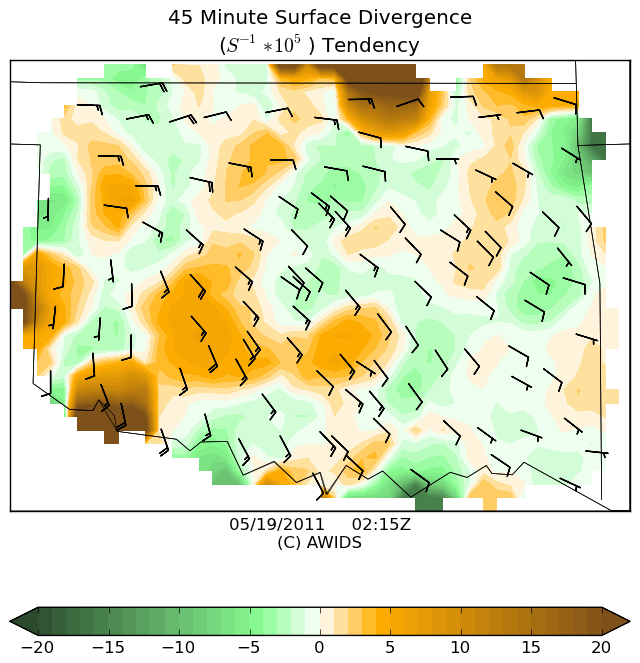 45 Minute Surface Divergence
(S⁻¹ *10⁵ ) Tendency
05/19/2011 02:15Z
(C) AWIDS
−20 −15 −10 −5 0 5 10 15 20